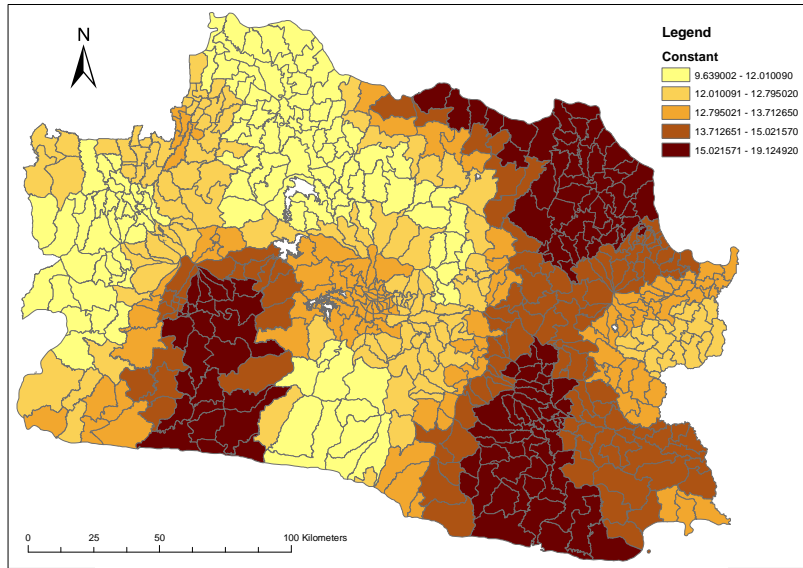 N
Legend
Constant
9.639002 - 12.010090
12.010091 - 12.795020
12.795021 - 13.712650
13.712651 - 15.021570
15.021571 - 19.124920
0 25 50 100 Kilometers